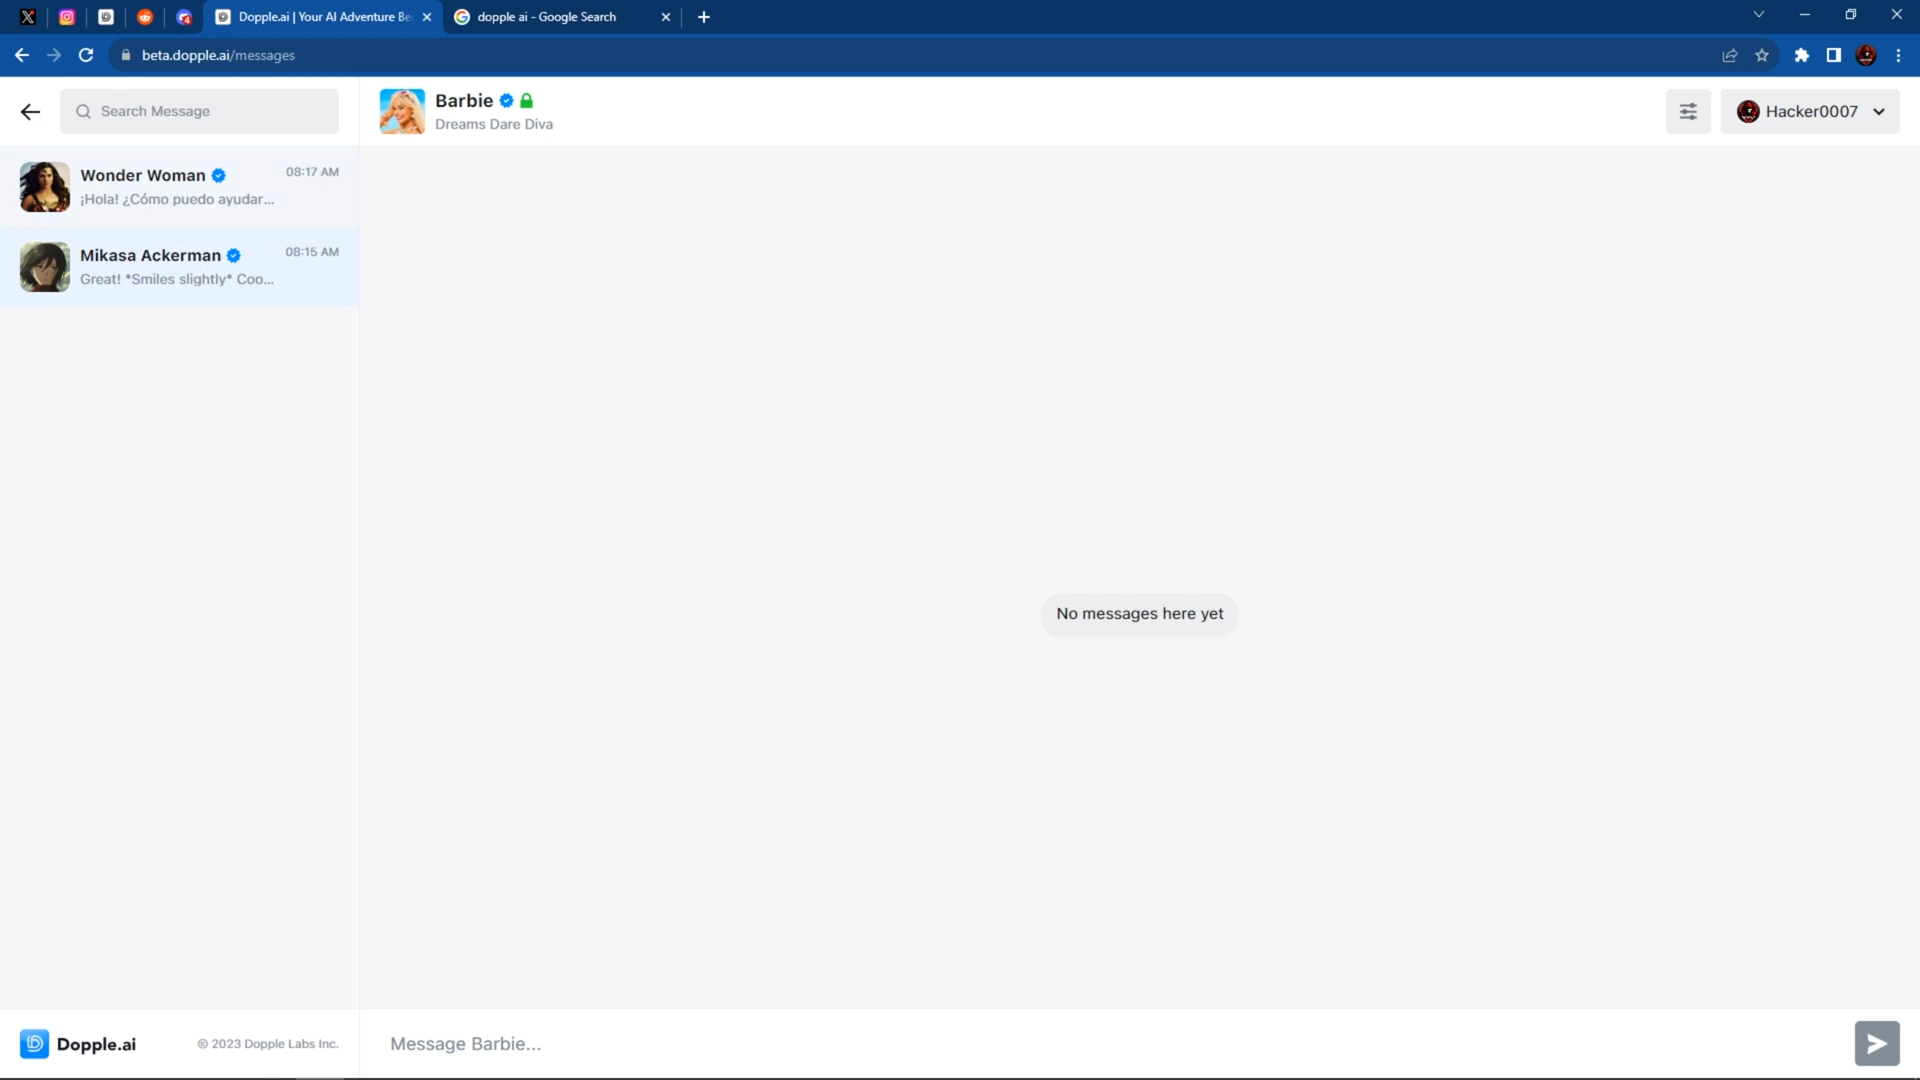 Dopple.ai | Your AI Adventure Be
dopple ai - Google Search
beta.dopple.ai/messages
Search Message
Barbie
Dreams Dare Diva
Hacker0007
Wonder Woman
08:17 AM
¡Hola! ¿Cómo puedo ayudar...
Mikasa Ackerman
08:15 AM
Great! *Smiles slightly* Coo...
No messages here yet
Dopple.ai
© 2023 Dopple Labs Inc.
Message Barbie...